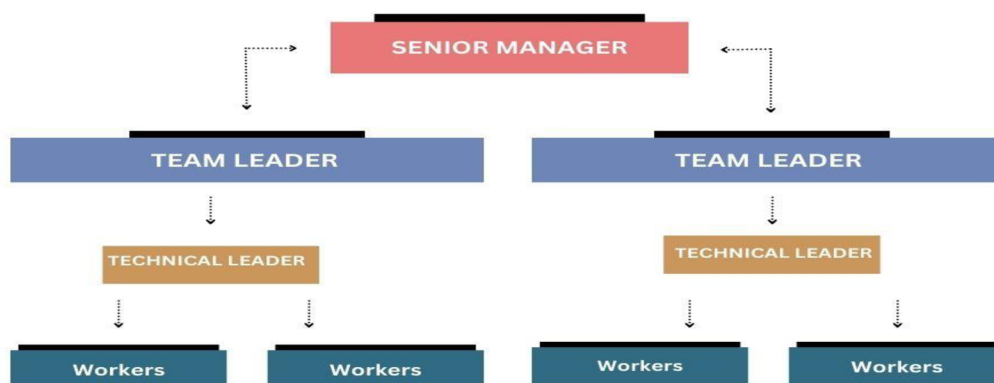 SENIOR MANAGER
TEAM LEADER
TEAM LEADER
TECHNICAL LEADER
TECHNICAL LEADER
Workers
Workers
Workers
Workers